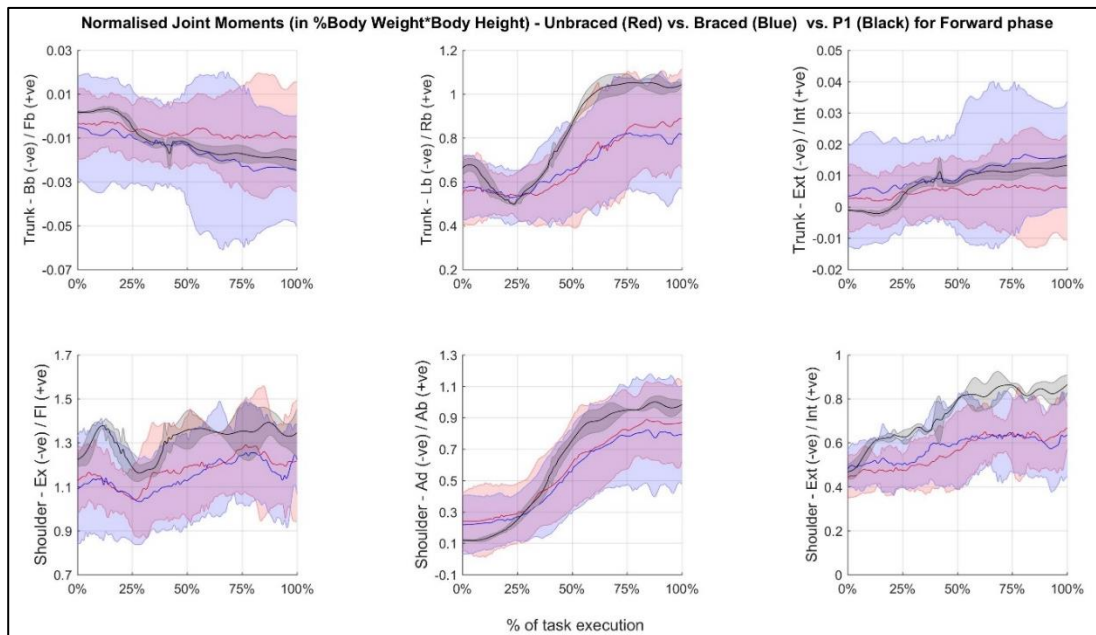 Normalised Joint Moments (in %Body Weight*Body Height) - Unbraced (Red) vs. Braced (Blue)  vs. P1 (Black) for Forward phase
Trunk - Bb (-ve) / Fb (+ve)
0.03
0.01
-0.01
-0.03
-0.05
-0.07
0% 25% 50% 75% 100%
Trunk - Lb (-ve) / Rb (+ve)
1.2
1
0.8
0.6
0.4
0.2
0% 25% 50% 75% 100%
Trunk - Ext (-ve) / Int (+ve)
0.05
0.04
0.03
0.02
0.01
0
-0.01
-0.02
0% 25% 50% 75% 100%
Shoulder - Ex (-ve) / Fl (+ve)
1.7
1.5
1.3
1.1
0.9
0.7
0% 25% 50% 75% 100%
Shoulder - Ad (-ve) / Ab (+ve)
1.3
1.1
0.9
0.7
0.5
0.3
0.1
-0.1
0% 25% 50% 75% 100%
Shoulder - Ext (-ve) / Int (+ve)
1
0.8
0.6
0.4
0.2
0
0% 25% 50% 75% 100%
% of task execution